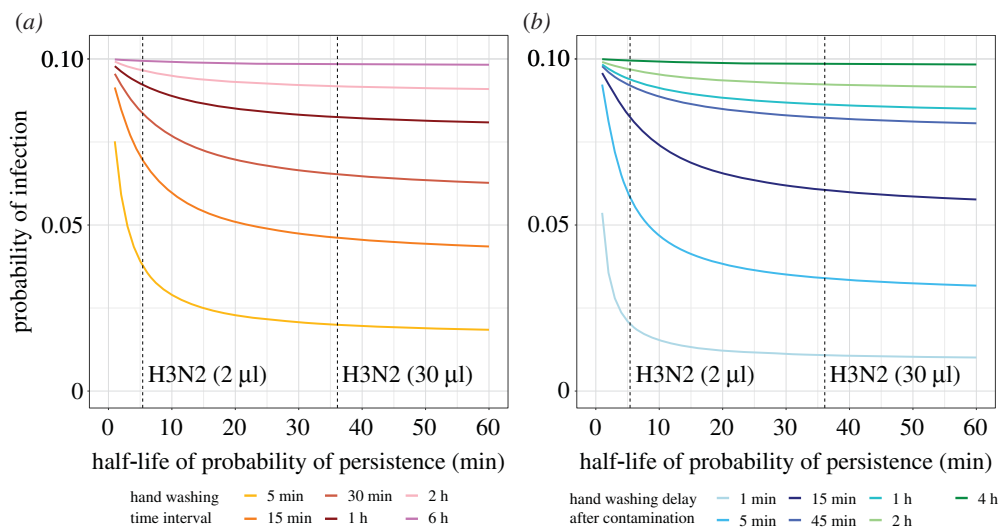 (a)
(b)
probability of infection
0.10
0.05
0
H3N2 (2 µl)
H3N2 (30 µl)
0 10 20 30 40 50 60
half-life of probability of persistence (min)
hand washing
time interval
5 min
30 min
2 h
15 min
1 h
6 h
0.10
0.05
0
H3N2 (2 µl)
H3N2 (30 µl)
0 10 20 30 40 50 60
half-life of probability of persistence (min)
hand washing delay
after contamination
1 min
15 min
1 h
4 h
5 min
45 min
2 h